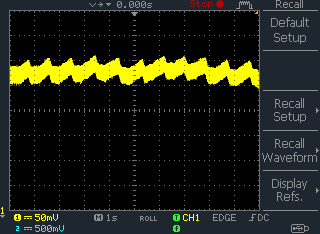 0.000s Stop Recall
Default
Setup
Recall
Setup
Recall
Waveform
Display
Refs.
1
1 50mV M 1s ROLL T CH1 EDGE DC
2 500mV f